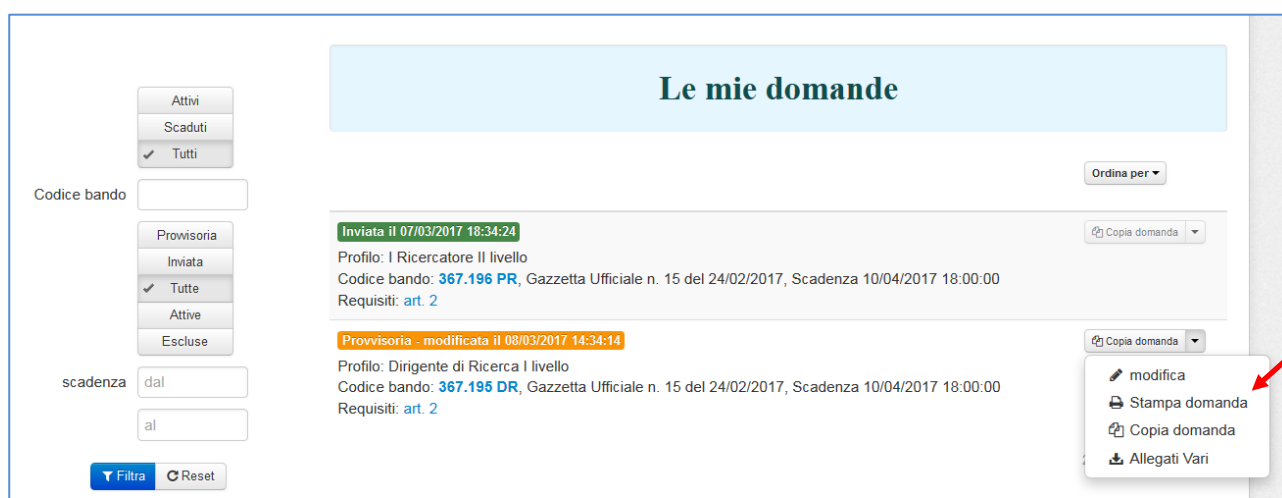 Le mie domande
Attivi
Scaduti
Tutti
Codice bando
Provvisoria
Inviata
Tutte
Attive
Escluse
scadenza dal
al
Filtra Reset
Ordina per
Inviata il 07/03/2017 18:34:24
Copia domanda
Profilo: I Ricercatore II livello
Codice bando: 367.196 PR, Gazzetta Ufficiale n. 15 del 24/02/2017, Scadenza 10/04/2017 18:00:00
Requisiti: art. 2
Provvisoria - modificata il 08/03/2017 14:34:14
Copia domanda
Profilo: Dirigente di Ricerca I livello
Codice bando: 367.195 DR, Gazzetta Ufficiale n. 15 del 24/02/2017, Scadenza 10/04/2017 18:00:00
Requisiti: art. 2
modifica
Stampa domanda
Copia domanda
Allegati Vari